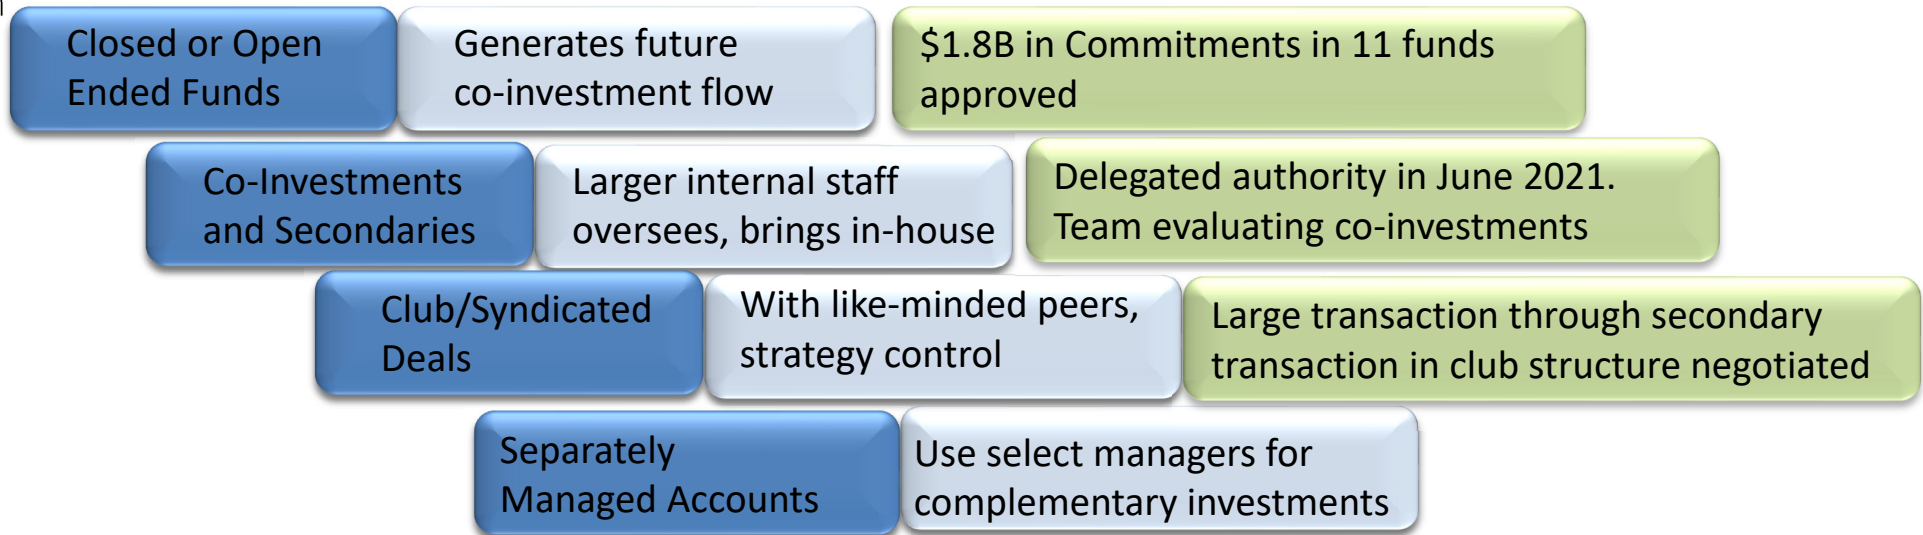 Closed or Open
Ended Funds
Generates future
co-investment flow
$1.8B in Commitments in 11 funds
approved
Co-Investments
and Secondaries
Larger internal staff
oversees, brings in-house
Delegated authority in June 2021.
Team evaluating co-investments
Club/Syndicated
Deals
With like-minded peers,
strategy control
Large transaction through secondary
transaction in club structure negotiated
Separately
Managed Accounts
Use select managers for
complementary investments